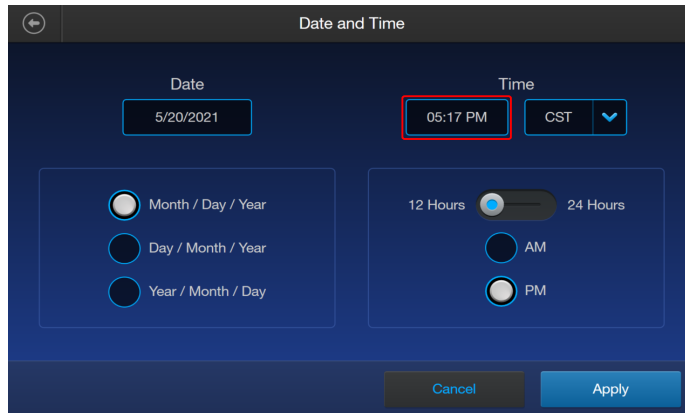 Date and Time
Date
5/20/2021
Time
05:17 PM
CST
Month / Day / Year
Day / Month / Year
Year / Month / Day
12 Hours
24 Hours
AM
PM
Cancel
Apply